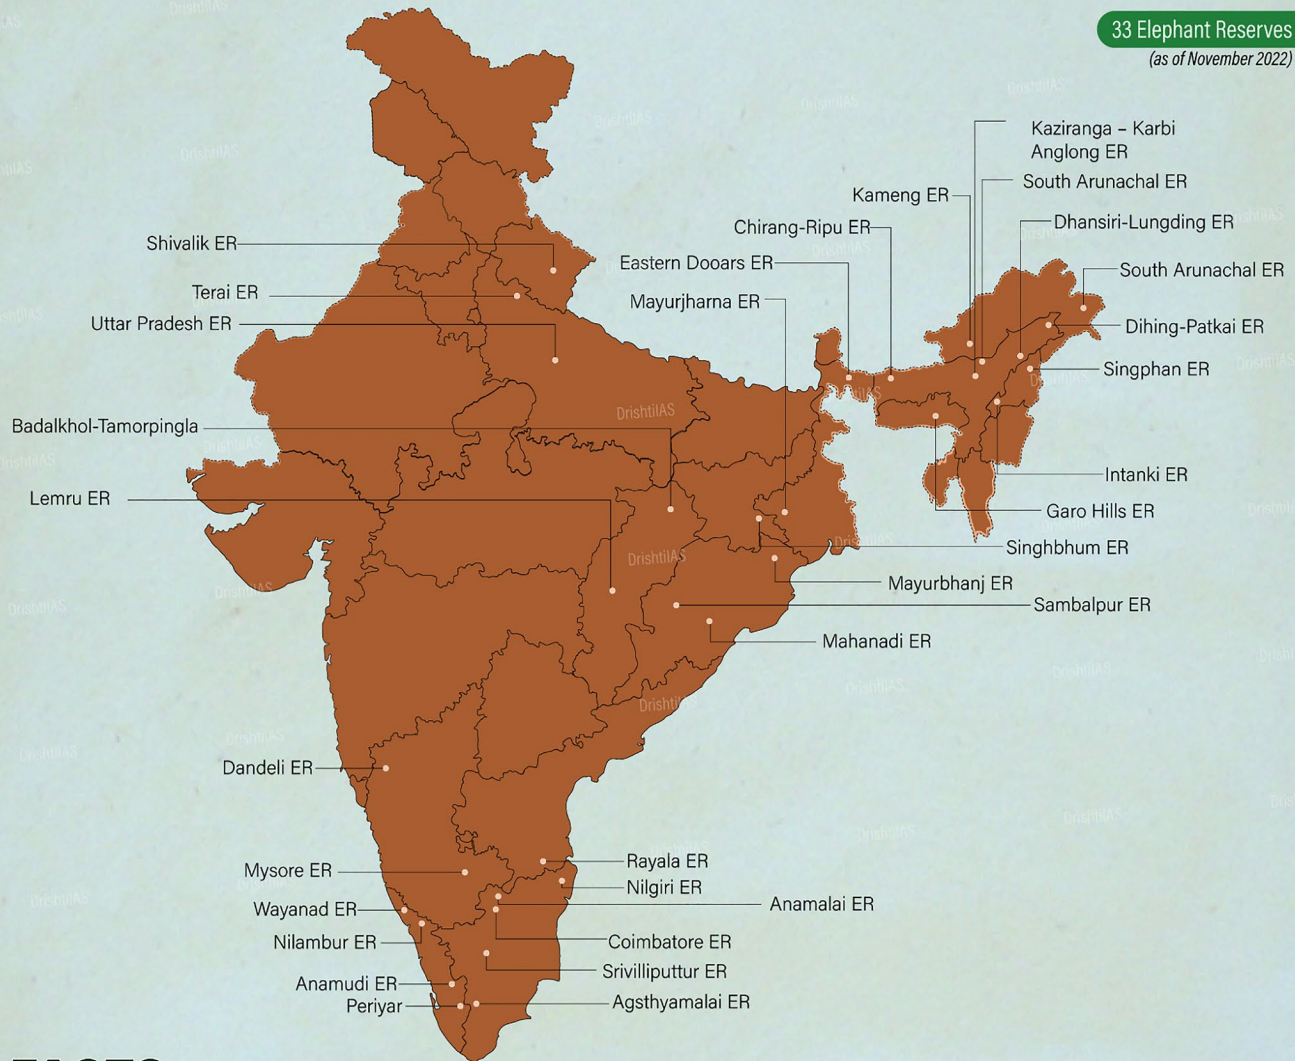 33 Elephant Reserves
(as of November 2022)
Kaziranga – Karbi
Anglong ER
South Arunachal ER
Kameng ER
Dhansiri-Lungding ER
Chirang-Ripu ER
Shivalik ER
Eastern Dooars ER
South Arunachal ER
Terai ER
Mayurjharna ER
Uttar Pradesh ER
Dihing-Patkai ER
Singphan ER
Badalkhol-Tamorpingla
Intanki ER
Lemru ER
Garo Hills ER
Singhbhum ER
Mayurbhanj ER
Sambalpur ER
Mahanadi ER
Dandeli ER
Rayala ER
Mysore ER
Nilgiri ER
Anamalai ER
Wayanad ER
Nilambur ER
Coimbatore ER
Srivilliputtur ER
Anamudi ER
Periyar
Agsthyamalai ER
DrishtiIAS